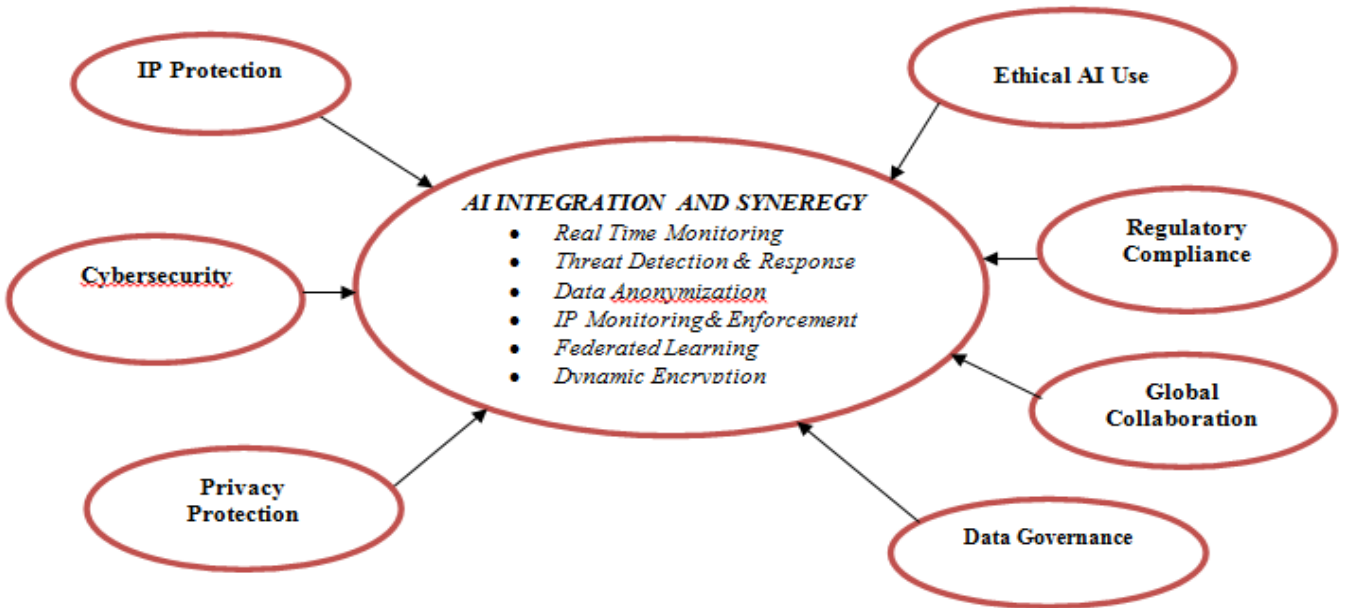 IP Protection
Ethical AI Use
AI INTEGRATION AND SYNEREGY
• Real Time Monitoring
• Threat Detection & Response
• Data Anonymization
• IP Monitoring& Enforcement
• Federated Learning
• Dynamic Encryption
Cybersecurity
Privacy
Protection
Regulatory
Compliance
Global
Collaboration
Data Governance